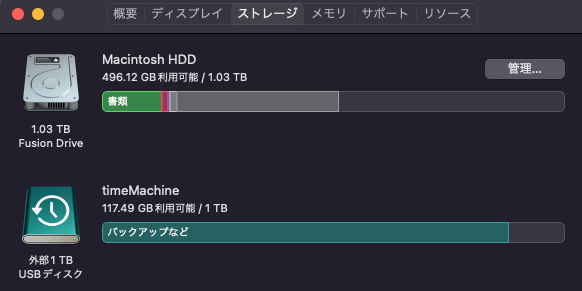 概要 ディスプレイ ストレージ メモリ サポート リソース
Macintosh HDD
496.12 GB利用可能 / 1.03 TB
管理...
書類
1.03 TB
Fusion Drive
timeMachine
117.49 GB利用可能 / 1 TB
バックアップなど
外部1 TB
USBディスク